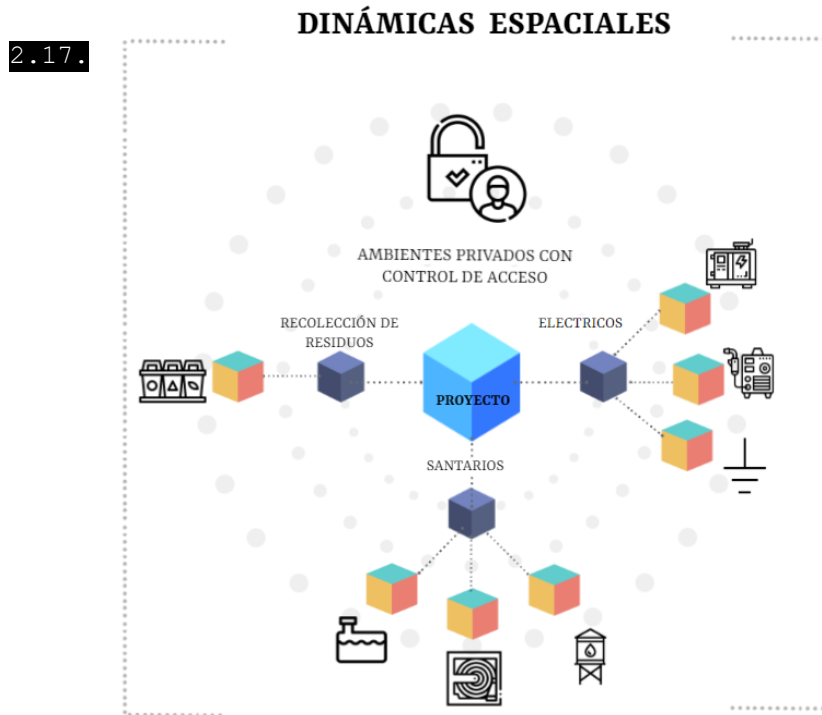 DINÁMICAS ESPACIALES
2.17.
AMBIENTES PRIVADOS CON
CONTROL DE ACCESO
RECOLECCIÓN DE
RESIDUOS
ELECTRICOS
PROYECTO
SANTARIOS